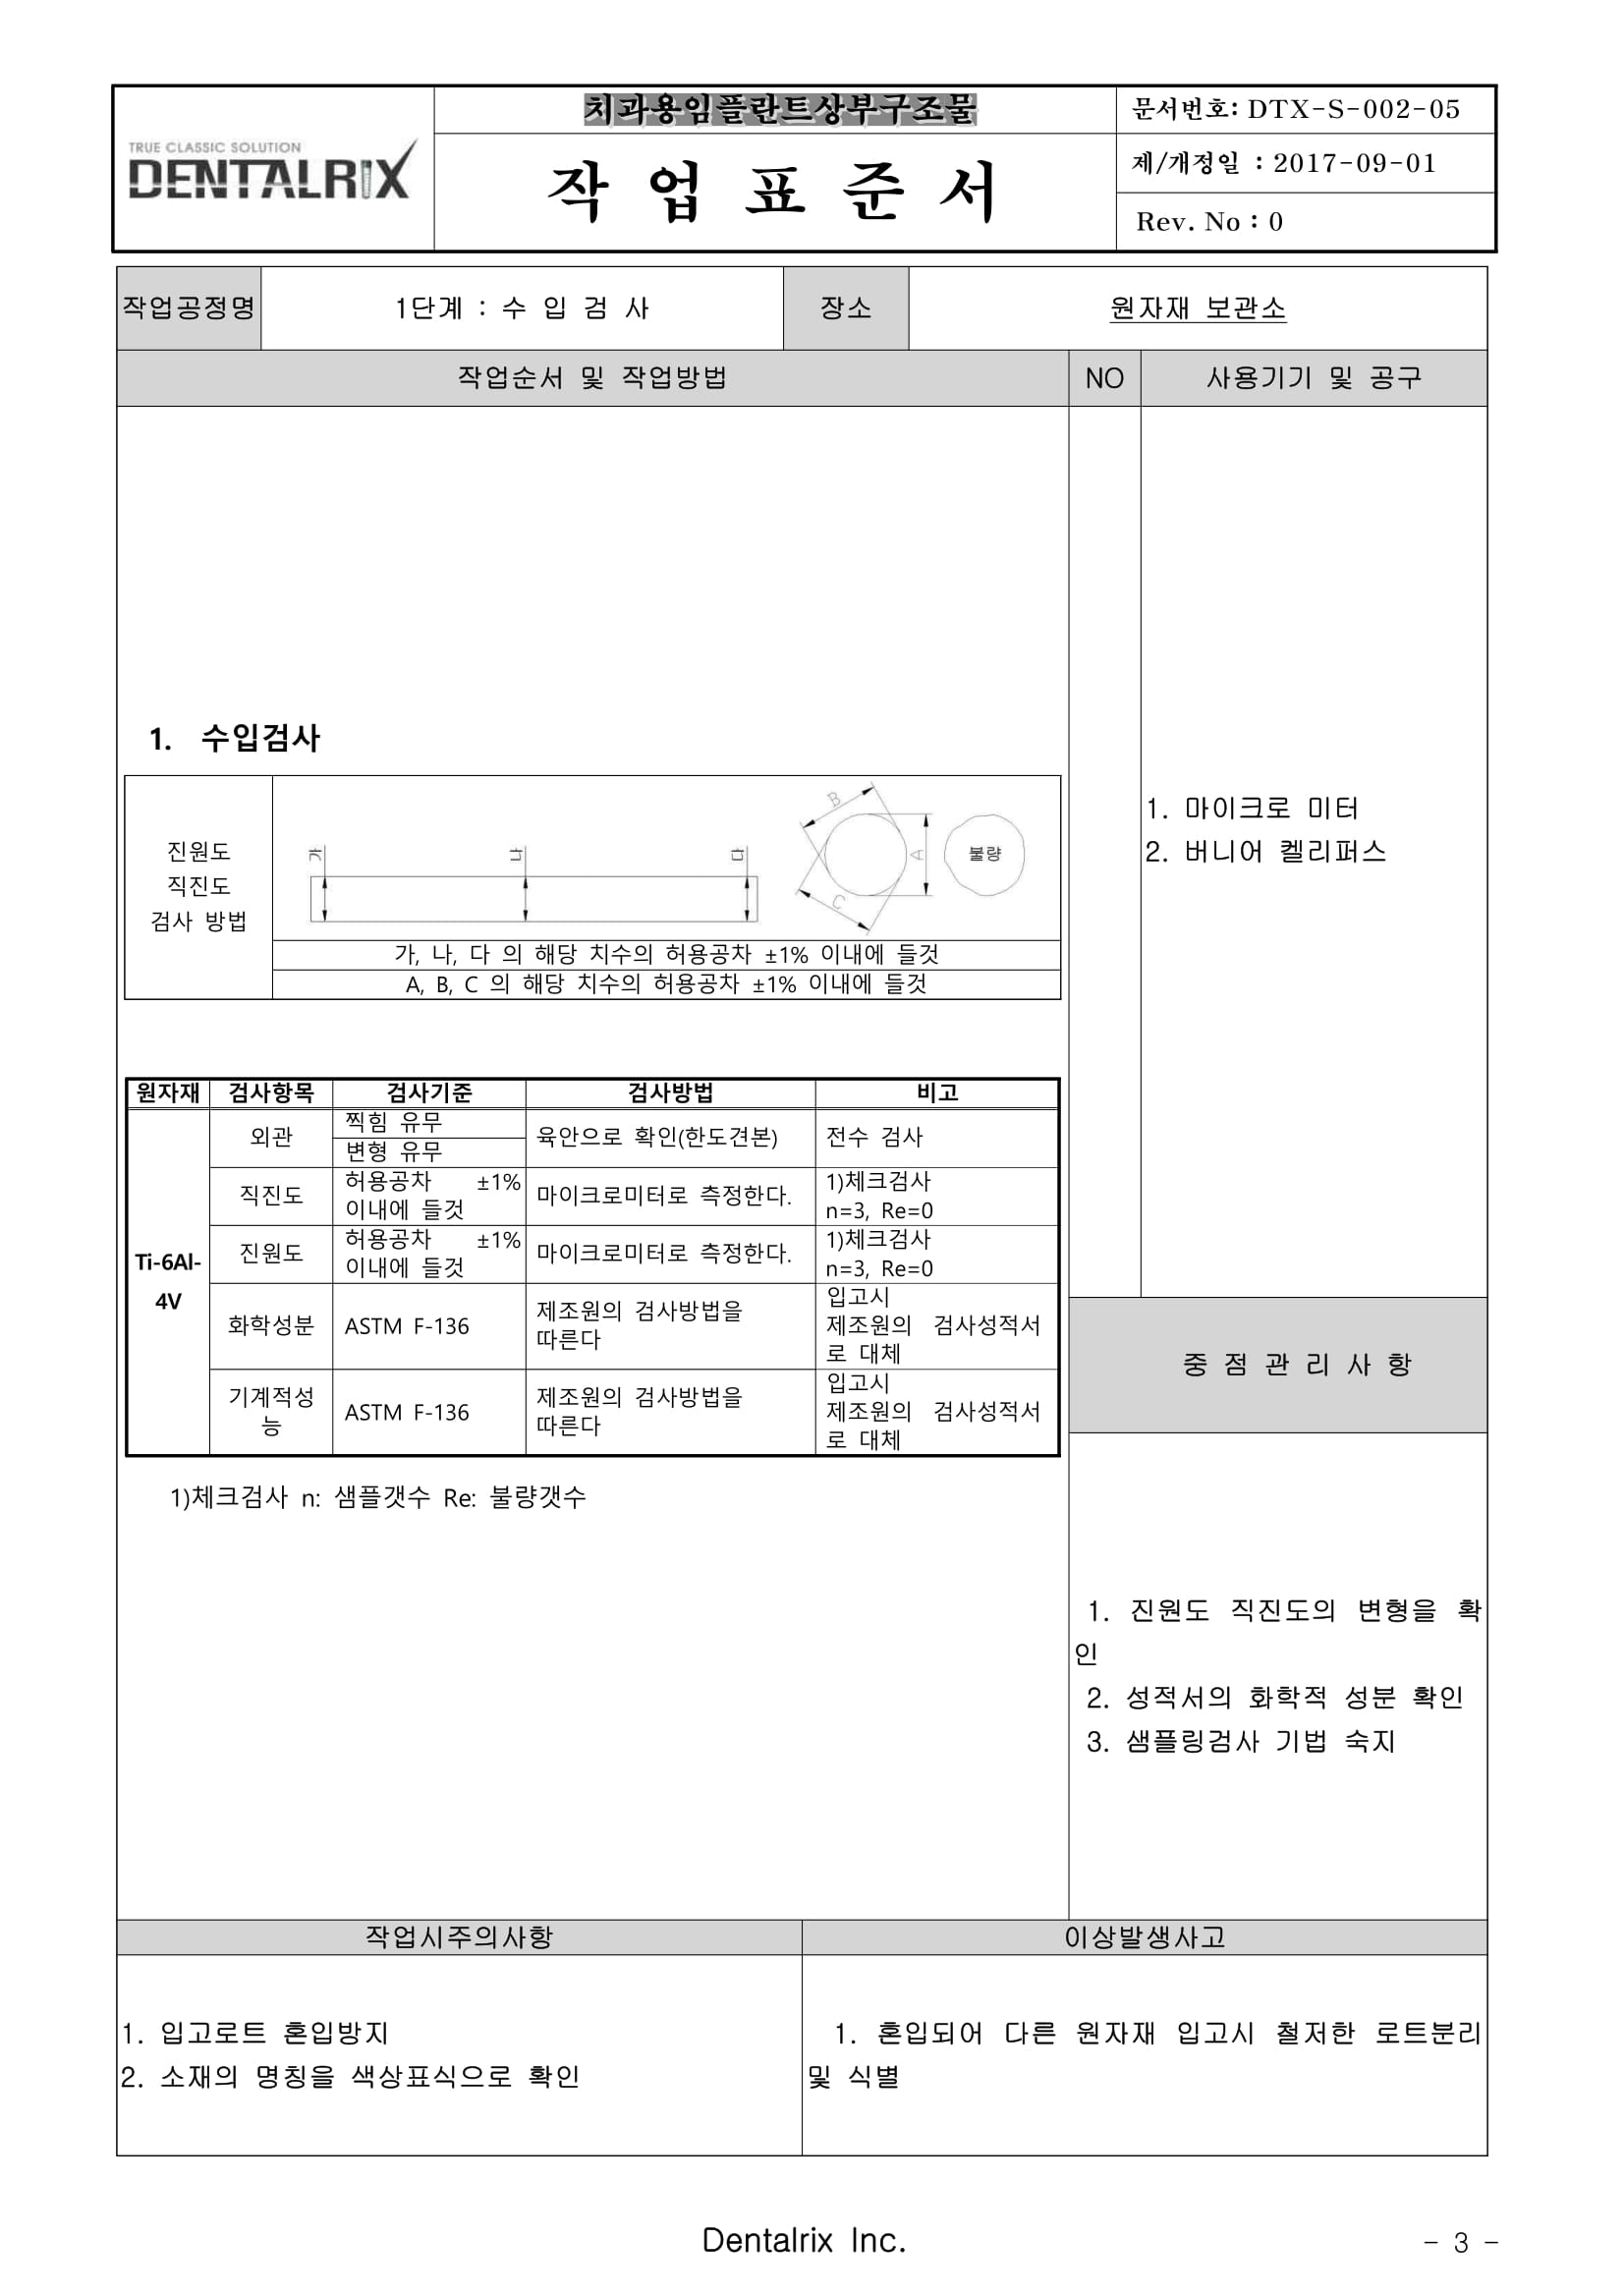 TRUE CLASSIC SOLUTION
DENTALRIX
치과용임플란트상부구조물
작 업 표 준 서
문서번호: DTX-S-002-05
제/개정일 : 2017-09-01
Rev. No : 0
작업공정명
1단계 : 수 입 검 사
장소
원자재 보관소
작업순서 및 작업방법
NO
사용기기 및 공구
1. 수입검사
진원도
직진도
검사 방법
가
나
다
B
A
C
불량
가, 나, 다 의 해당 치수의 허용공차 ±1% 이내에 들것
A, B, C 의 해당 치수의 허용공차 ±1% 이내에 들것
1. 마이크로 미터
2. 버니어 켈리퍼스
원자재 검사항목 검사기준 검사방법 비고
Ti-6Al-
4V
외관
찍힘 유무
변형 유무
육안으로 확인(한도견본)
전수 검사
직진도
허용공차 ±1%
이내에 들것
마이크로미터로 측정한다.
1)체크검사
n=3, Re=0
진원도
허용공차 ±1%
이내에 들것
마이크로미터로 측정한다.
1)체크검사
n=3, Re=0
화학성분
ASTM F-136
제조원의 검사방법을
따른다
입고시
제조원의 검사성적서
로 대체
기계적성
능
ASTM F-136
제조원의 검사방법을
따른다
입고시
제조원의 검사성적서
로 대체
1)체크검사 n: 샘플갯수 Re: 불량갯수
중 점 관 리 사 항
1. 진원도 직진도의 변형을 확
인
2. 성적서의 화학적 성분 확인
3. 샘플링검사 기법 숙지
작업시주의사항
이상발생사고
1. 입고로트 혼입방지
2. 소재의 명칭을 색상표식으로 확인
1. 혼입되어 다른 원자재 입고시 철저한 로트분리
및 식별
Dentalrix Inc.
- 3 -